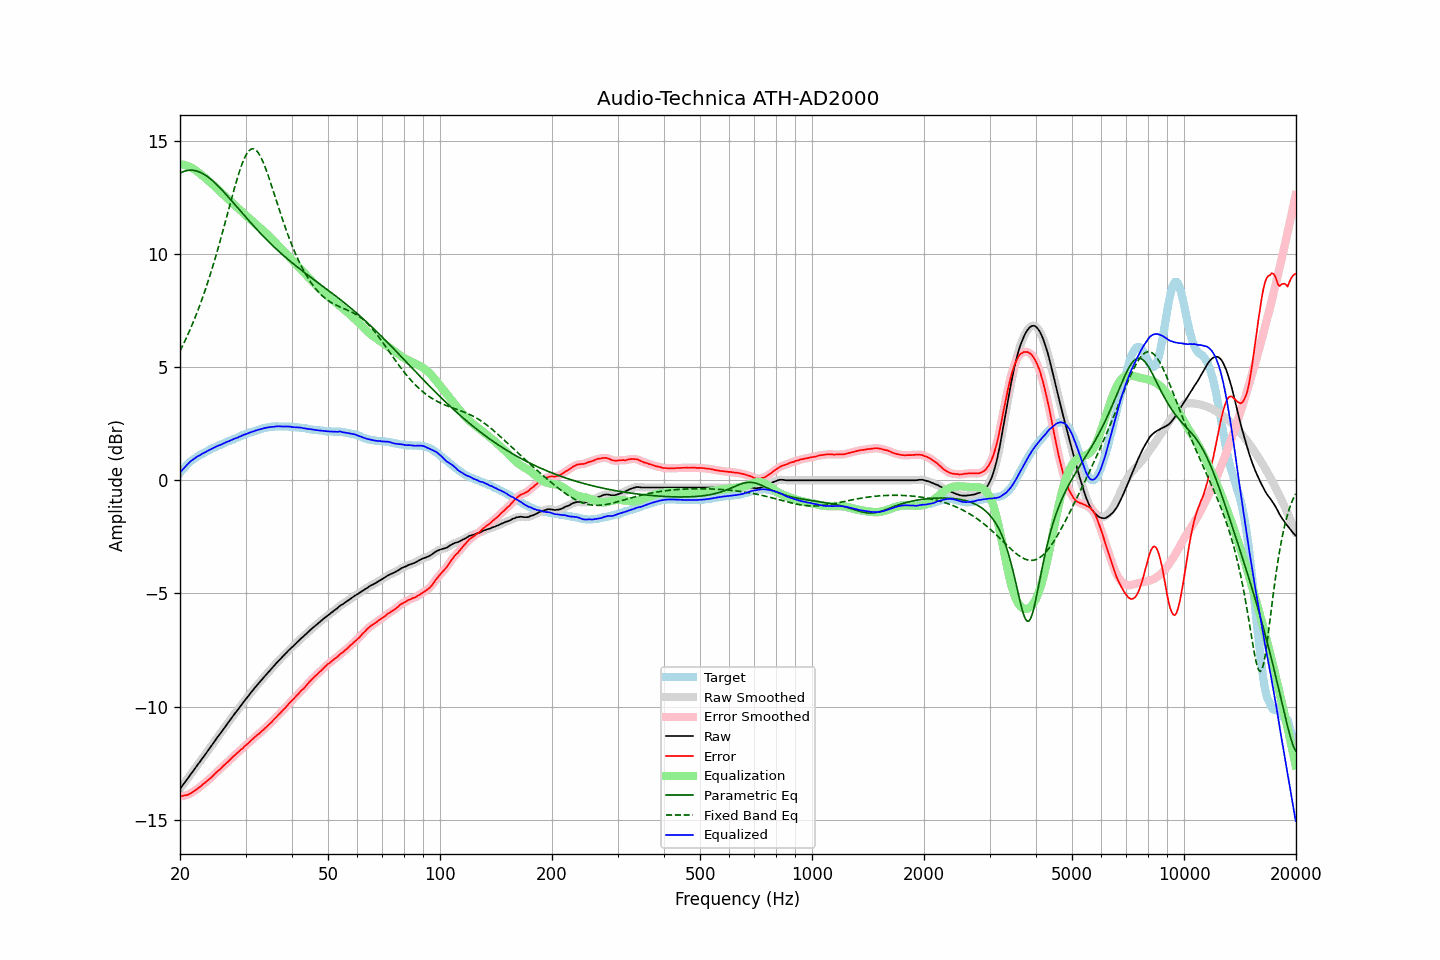 Audio-Technica ATH-AD2000
Amplitude (dBr)
15
10
5
0
−5
−10
−15
Target
Raw Smoothed
Error Smoothed
Raw
Error
Equalization
Parametric Eq
Fixed Band Eq
Equalized
20 50 100 200 500 1000 2000 5000 10000 20000
Frequency (Hz)